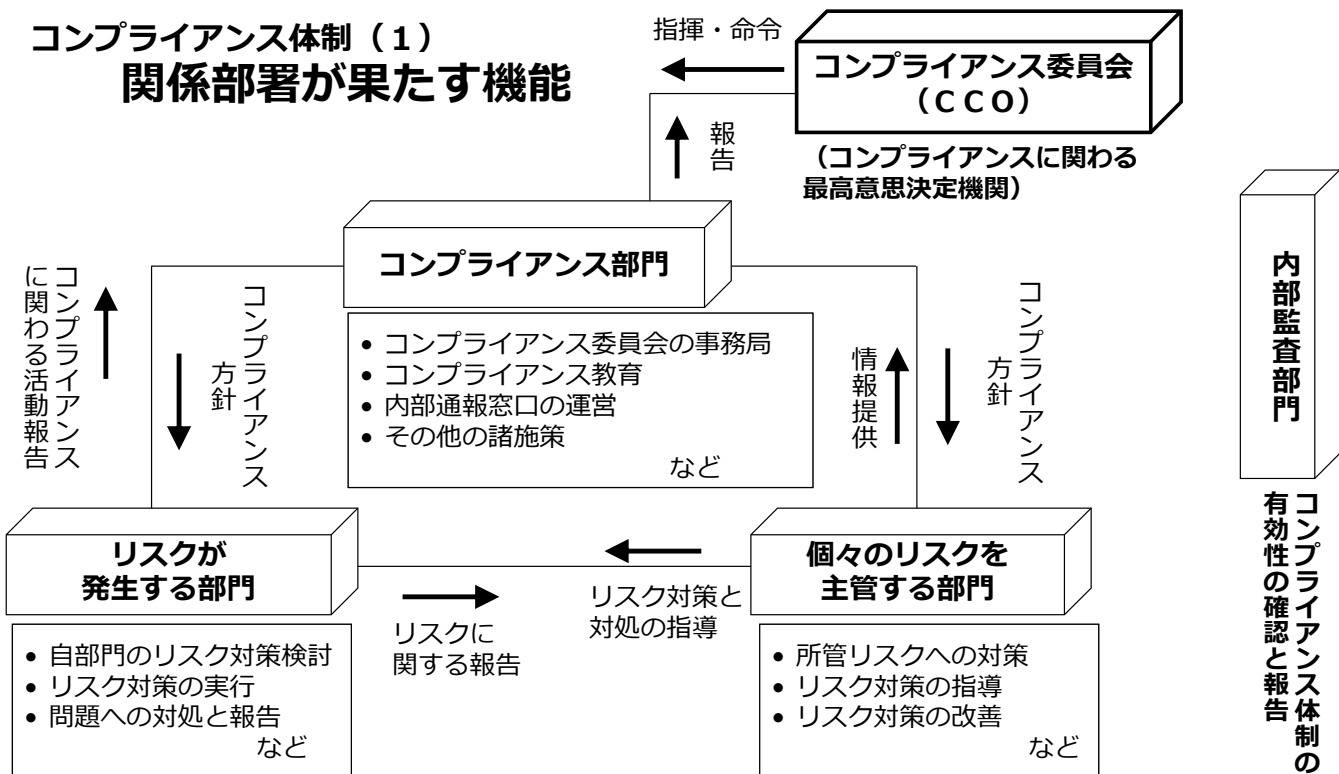 コンプライアンス体制（１）
関係部署が果たす機能
指揮・命令
コンプライアンス委員会
（ＣＣＯ）
（コンプライアンスに関わる
最高意思決定機関）
報告
コンプライアンス部門
• コンプライアンス委員会の事務局
• コンプライアンス教育
• 内部通報窓口の運営
• その他の諸施策
など
コンプライアンス
に関わる活動報告
コンプライアンス
方針
情報提供
コンプライアンス
方針
リスクが
発生する部門
• 自部門のリスク対策検討
• リスク対策の実行
• 問題への対処と報告
など
リスクに
関する報告
リスク対策と
対処の指導
個々のリスクを
主管する部門
• 所管リスクへの対策
• リスク対策の指導
• リスク対策の改善
など
内部監査部門
コンプライアンス体制の
有効性の確認と報告